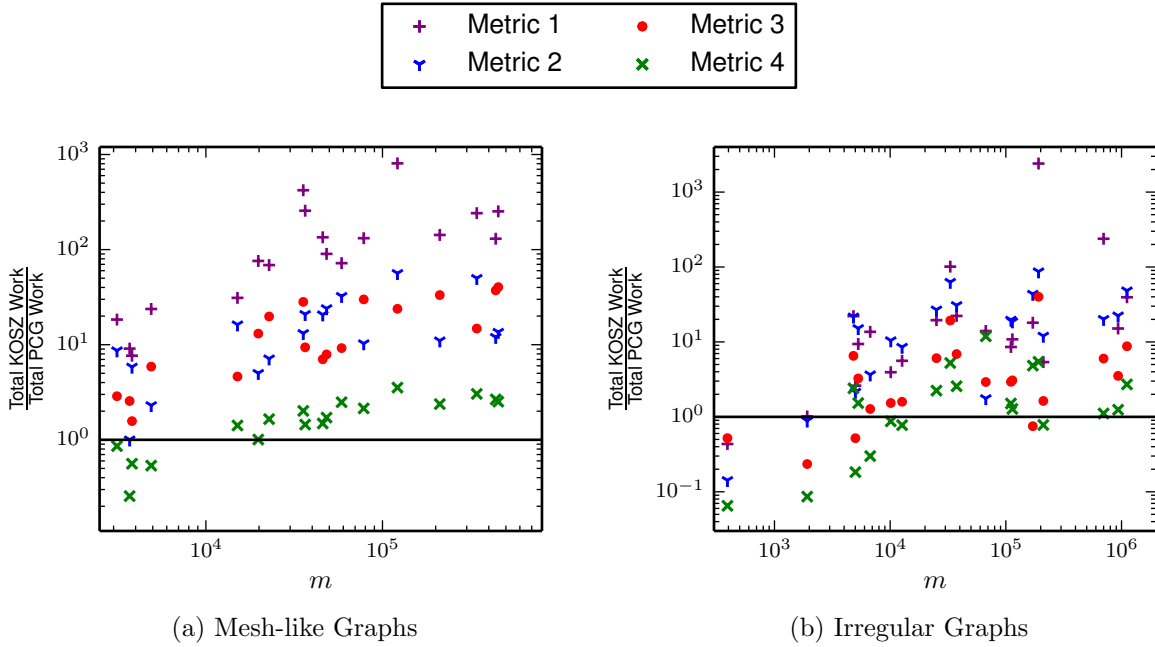 Metric 1
Metric 3
Metric 2
Metric 4
Total KOSZ Work
Total PCG Work
10^3
10^2
10^1
10^0
10^4
10^5
m
(a) Mesh-like Graphs
Total KOSZ Work
Total PCG Work
10^3
10^2
10^1
10^0
10^−1
10^3
10^4
10^5
10^6
m
(b) Irregular Graphs